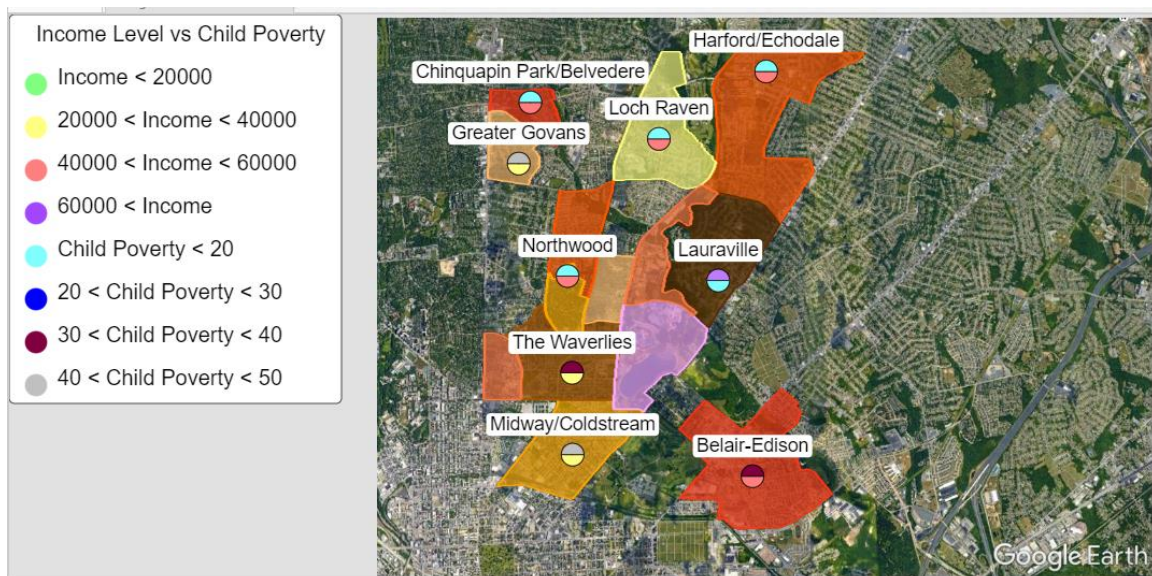 Income Level vs Child Poverty
Income < 20000
20000 < Income < 40000
40000 < Income < 60000
60000 < Income
Child Poverty < 20
20 < Child Poverty < 30
30 < Child Poverty < 40
40 < Child Poverty < 50
Harford/Echodale
Chinquapin Park/Belvedere
Loch Raven
Greater Govans
Northwood
Lauraville
The Waverlies
Midway/Coldstream
Belair-Edison
Google Earth